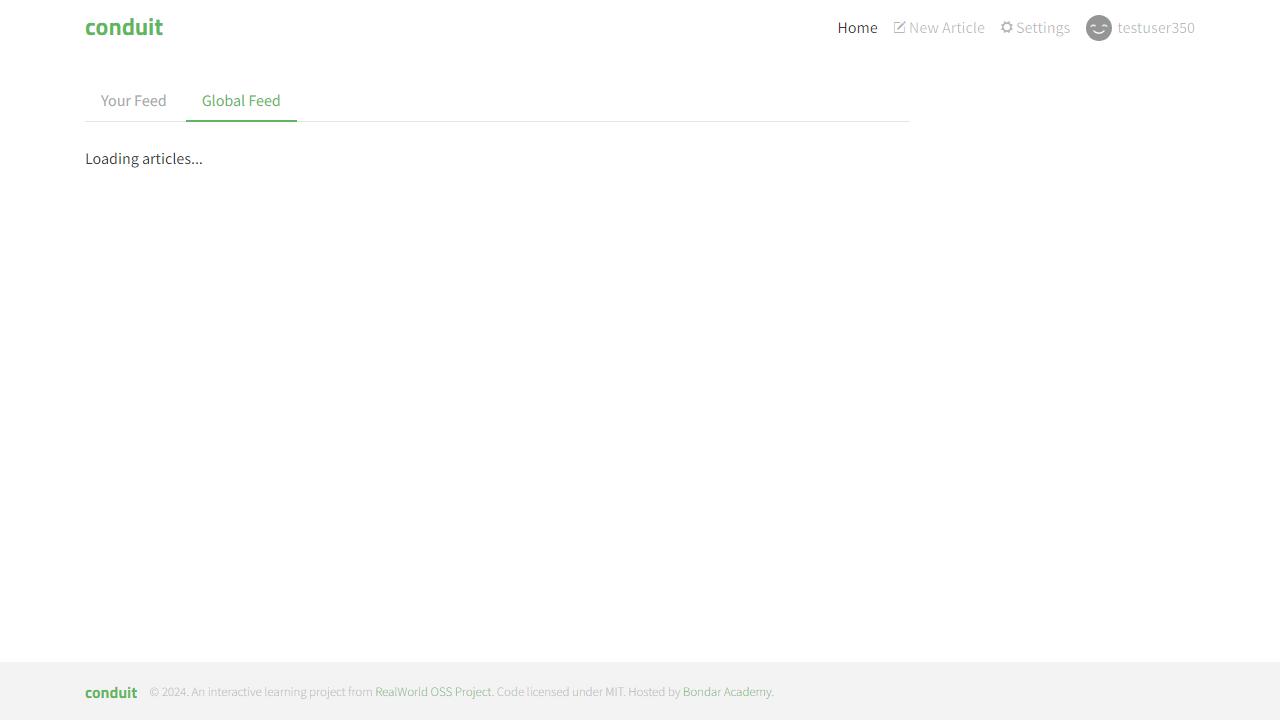 conduit
Home New Article Settings testuser350
Your Feed Global Feed
Loading articles...
conduit © 2024. An interactive learning project from RealWorld OSS Project. Code licensed under MIT. Hosted by Bondar Academy.